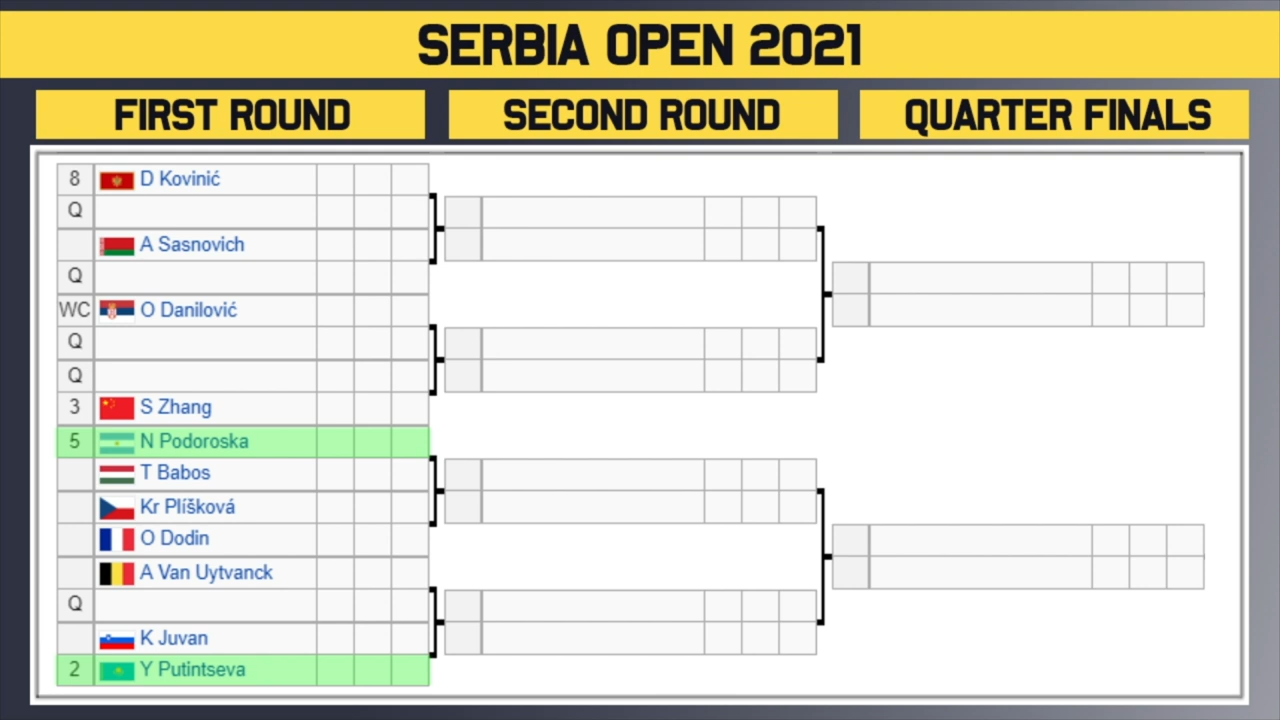 SERBIA OPEN 2021
FIRST ROUND SECOND ROUND QUARTER FINALS
8 D Kovinić
Q
A Sasnovich
Q
WC O Danilović
Q
Q
3 S Zhang
5 N Podoroska
T Babos
Kr Plíšková
O Dodin
A Van Uytvanck
Q
K Juvan
2 Y Putintseva